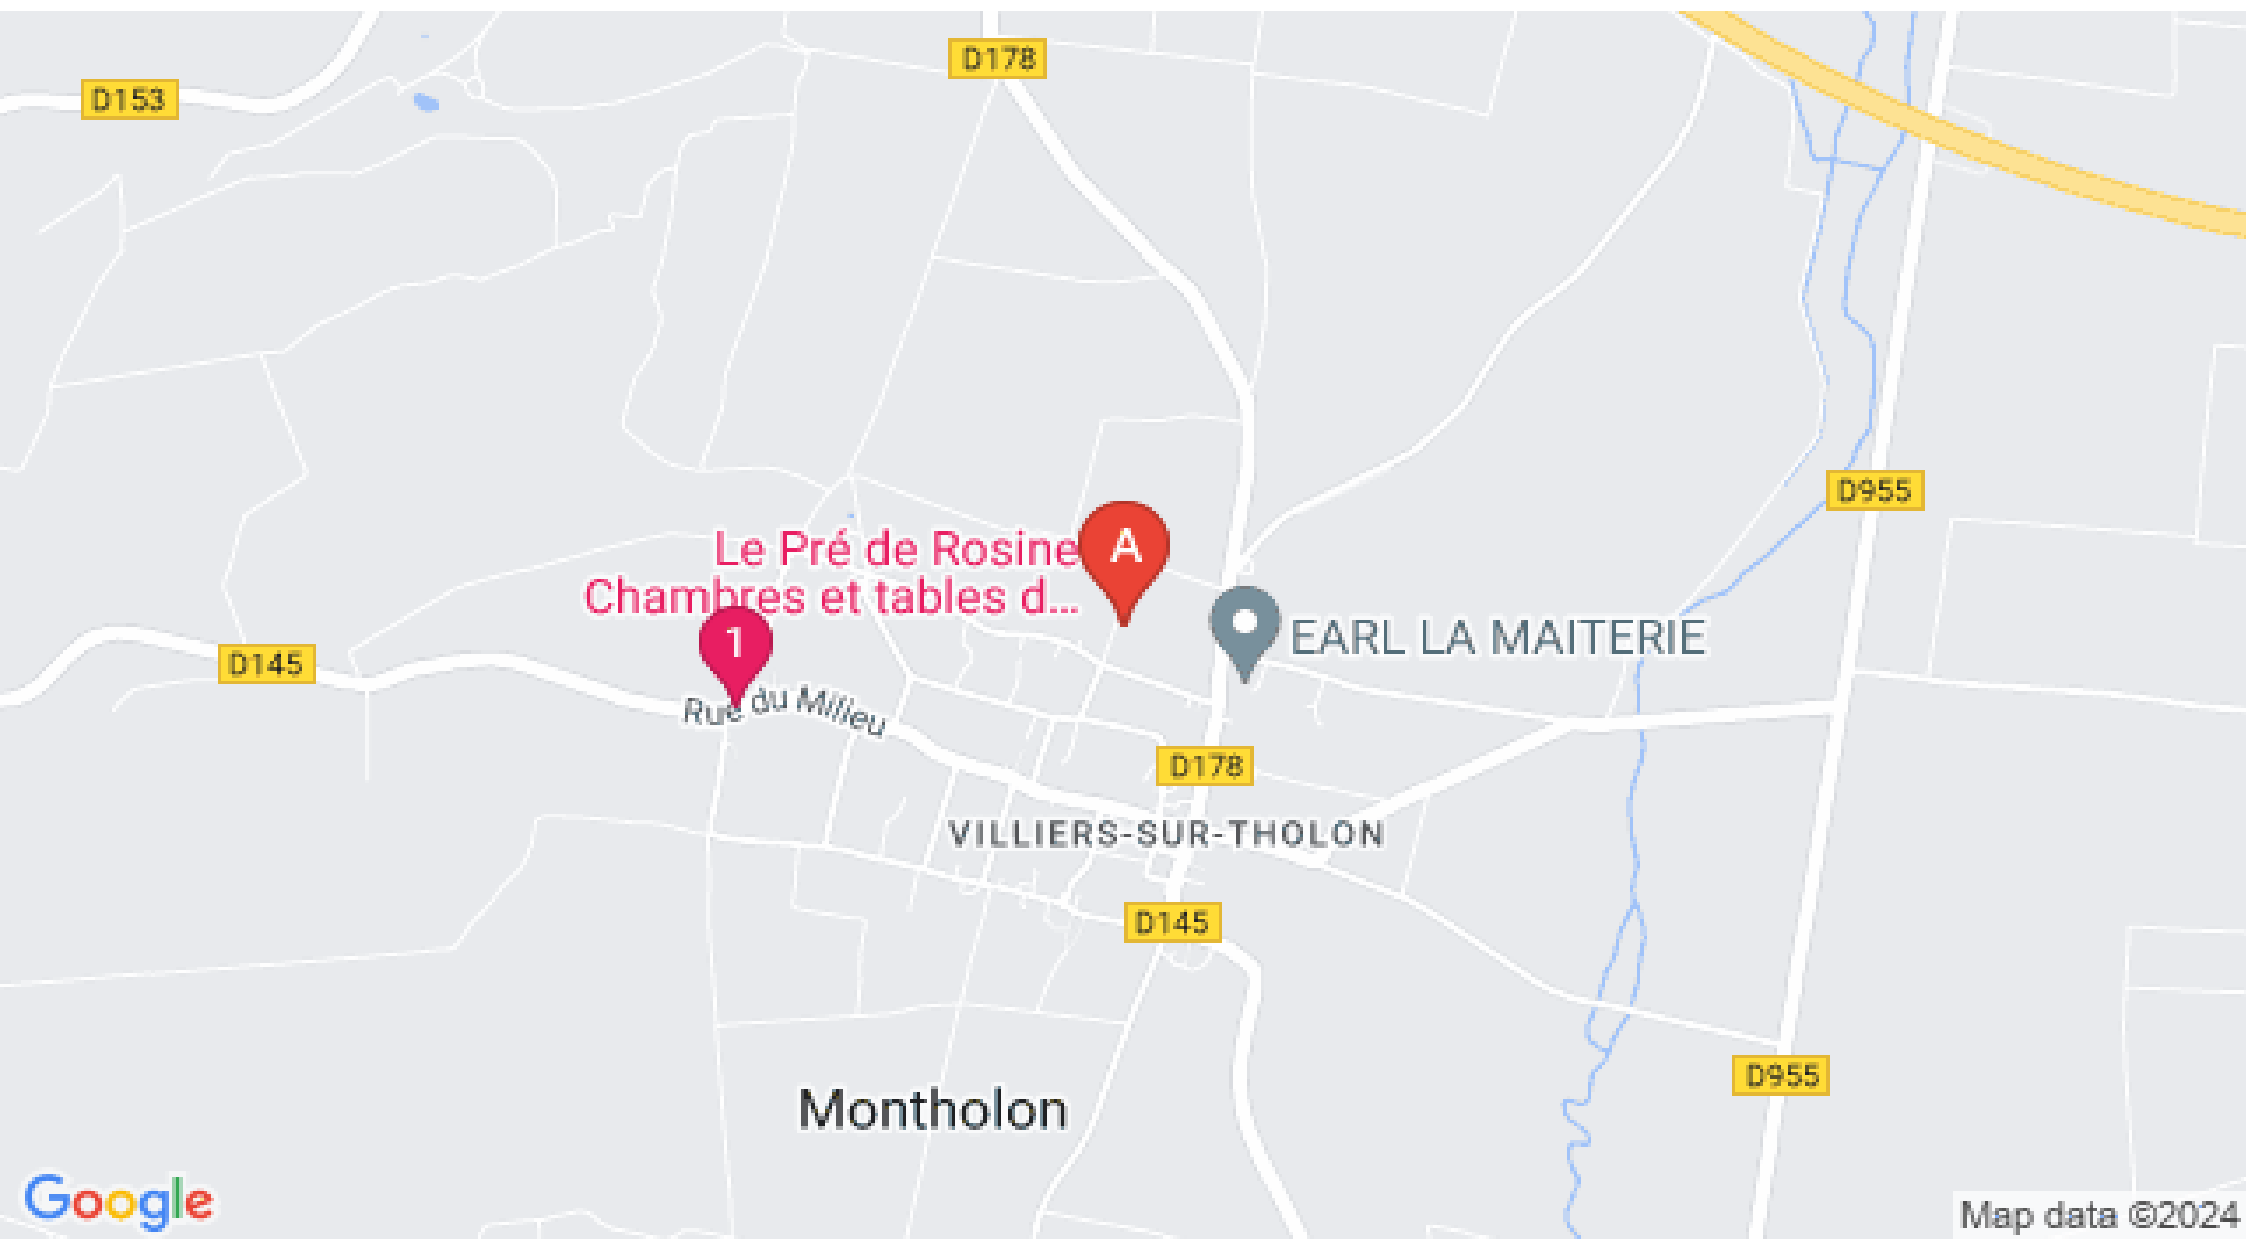 D178
D153
D955
Le Pré de Rosine
Chambres et tables d...
A
EARL LA MAITERIE
1
D145
Rue du Milieu
D178
VILLIERS-SUR-THOLON
D145
D955
Montholon
Google
Map data ©2024